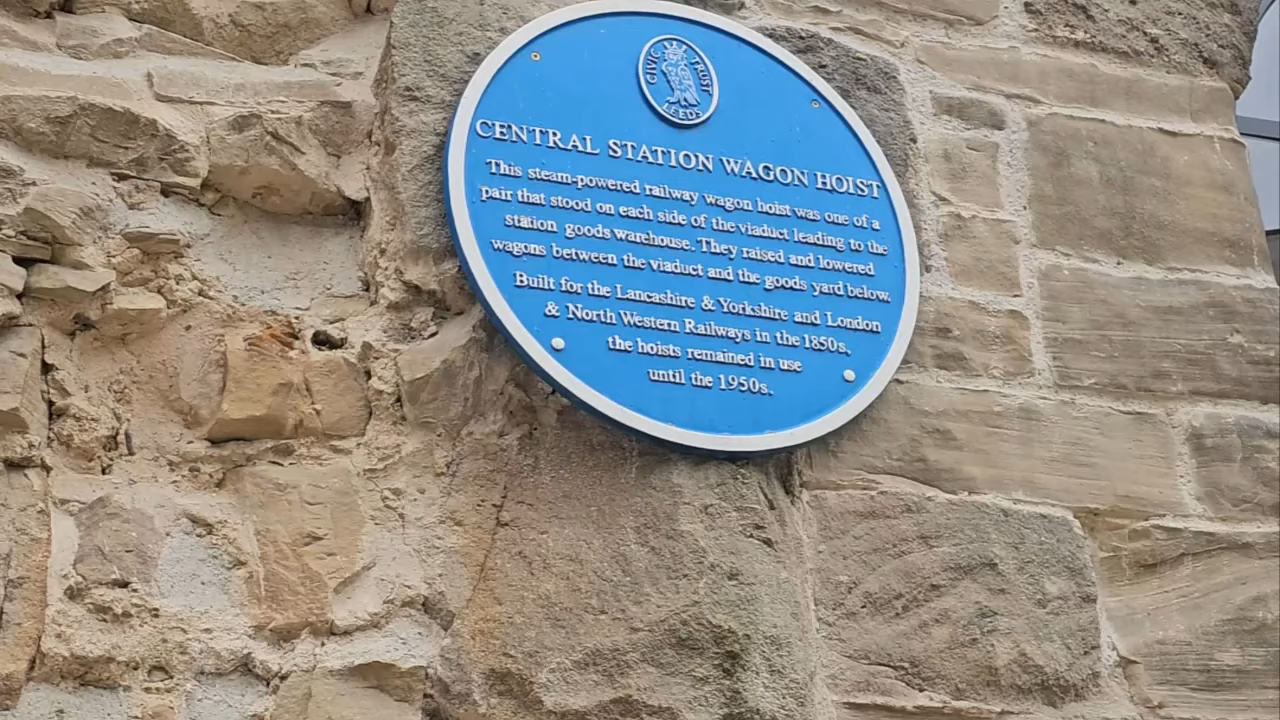 CIVIC TRUST
LEEDS
CENTRAL STATION WAGON HOIST
This steam-powered railway wagon hoist was one of a
pair that stood on each side of the viaduct leading to the
station goods warehouse. They raised and lowered
wagons between the viaduct and the goods yard below.
Built for the Lancashire & Yorkshire and London
& North Western Railways in the 1850s,
the hoists remained in use
until the 1950s.